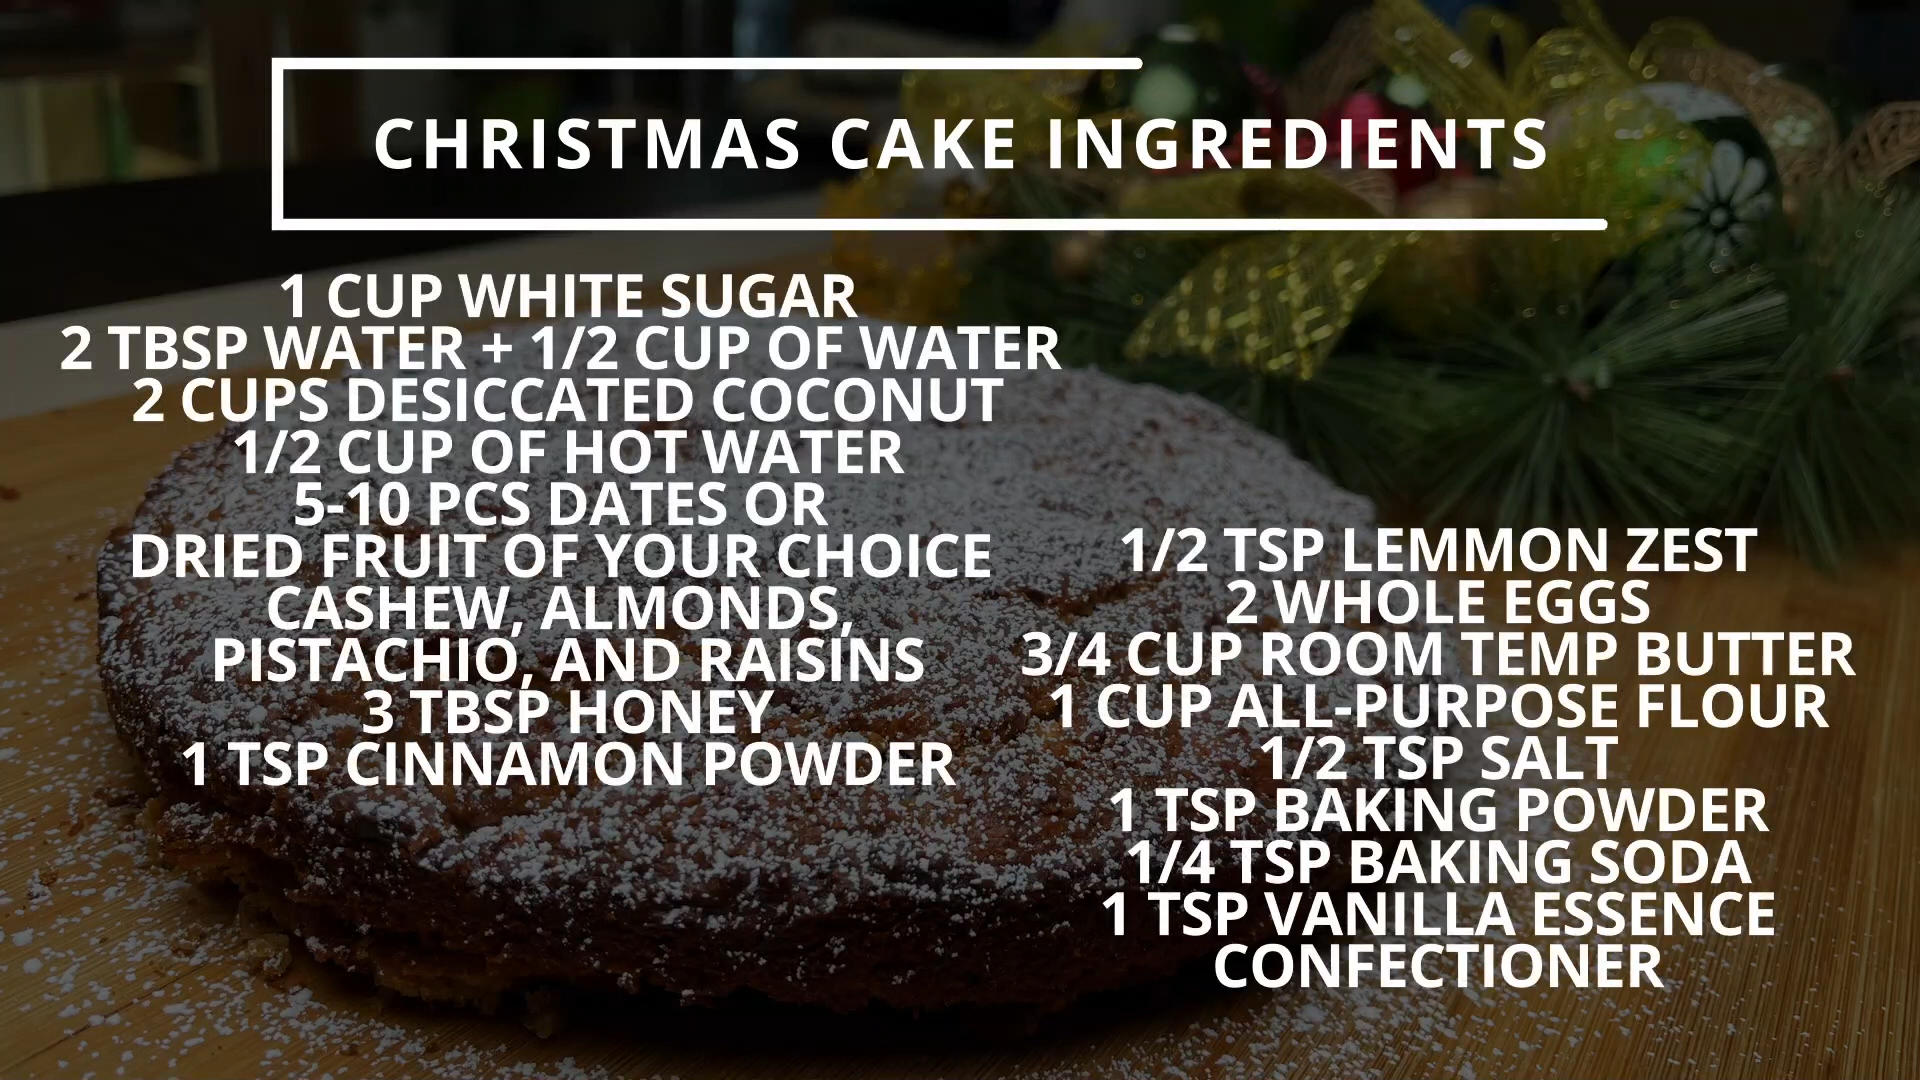 CHRISTMAS CAKE INGREDIENTS
1 CUP WHITE SUGAR
2 TBSP WATER + 1/2 CUP OF WATER
2 CUPS DESICCATED COCONUT
1/2 CUP OF HOT WATER
5-10 PCS DATES OR
DRIED FRUIT OF YOUR CHOICE
CASHEW, ALMONDS,
PISTACHIO, AND RAISINS
3 TBSP HONEY
1 TSP CINNAMON POWDER
1/2 TSP LEMMON ZEST
2 WHOLE EGGS
3/4 CUP ROOM TEMP BUTTER
1 CUP ALL-PURPOSE FLOUR
1/2 TSP SALT
1 TSP BAKING POWDER
1/4 TSP BAKING SODA
1 TSP VANILLA ESSENCE
CONFECTIONER